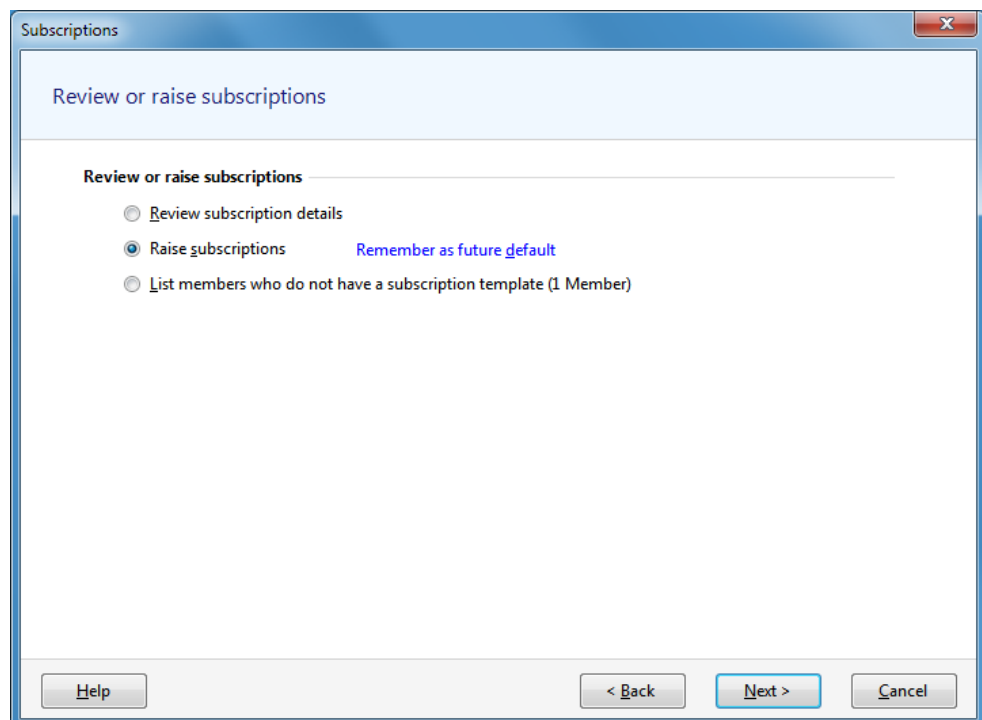 Subscriptions
Review or raise subscriptions
Review or raise subscriptions
Review subscription details
Raise subscriptions Remember as future default
List members who do not have a subscription template (1 Member)
Help < Back Next > Cancel